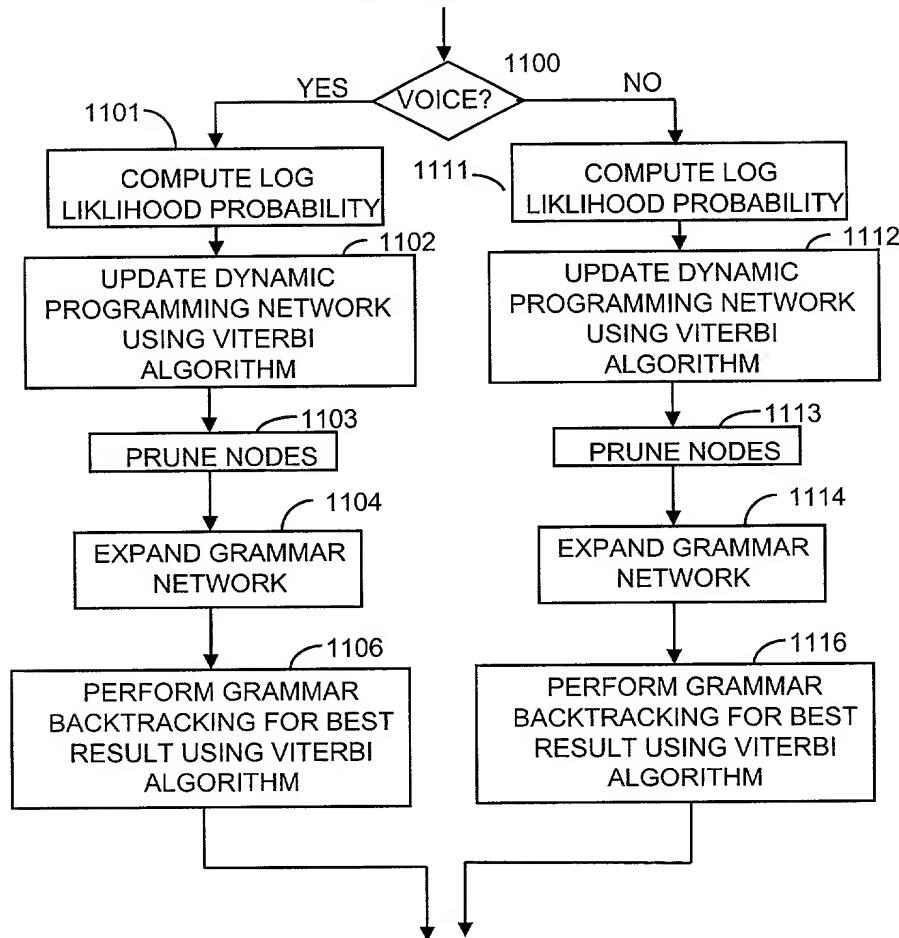 1100
YES
VOICE?
NO
1101
COMPUTE LOG
LIKLIHOOD PROBABILITY
1102
UPDATE DYNAMIC
PROGRAMMING NETWORK
USING VITERBI
ALGORITHM
1103
PRUNE NODES
1104
EXPAND GRAMMAR
NETWORK
1106
PERFORM GRAMMAR
BACKTRACKING FOR BEST
RESULT USING VITERBI
ALGORITHM
1111
COMPUTE LOG
LIKLIHOOD PROBABILITY
1112
UPDATE DYNAMIC
PROGRAMMING NETWORK
USING VITERBI
ALGORITHM
1113
PRUNE NODES
1114
EXPAND GRAMMAR
NETWORK
1116
PERFORM GRAMMAR
BACKTRACKING FOR BEST
RESULT USING VITERBI
ALGORITHM